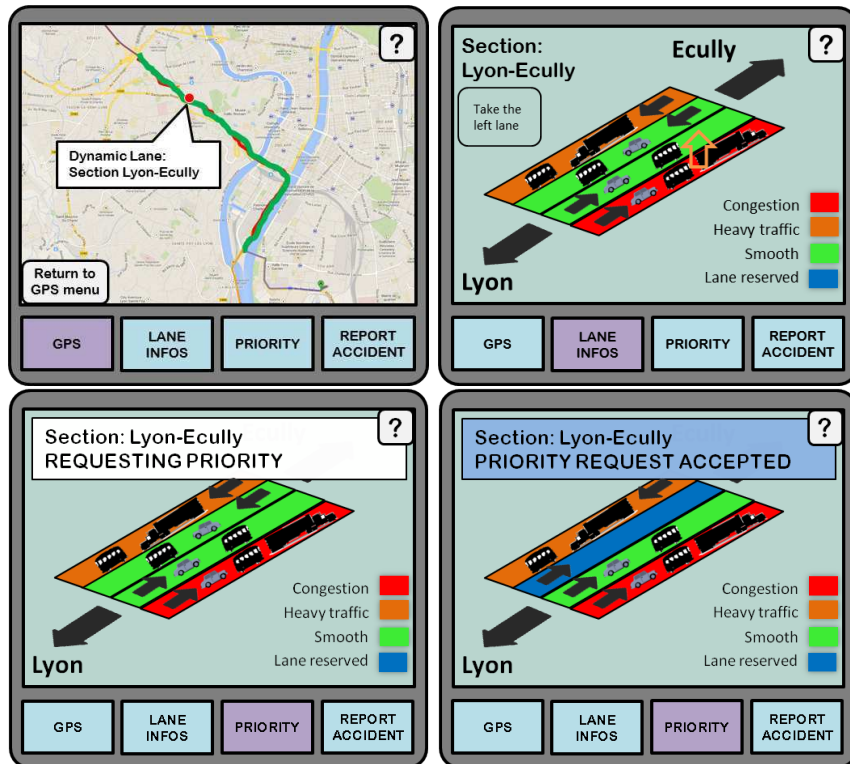 ?
Dynamic Lane:
Section Lyon-Ecully
Return to
GPS menu
GPS
LANE
INFOS
PRIORITY
REPORT
ACCIDENT
Section:
Lyon-Ecully
Ecully
?
Take the
left lane
Congestion
Heavy traffic
Smooth
Lane reserved
Lyon
GPS
LANE
INFOS
PRIORITY
REPORT
ACCIDENT
Section: Lyon-Ecully
REQUESTING PRIORITY
?
Congestion
Heavy traffic
Smooth
Lane reserved
Lyon
GPS
LANE
INFOS
PRIORITY
REPORT
ACCIDENT
Section: Lyon-Ecully
PRIORITY REQUEST ACCEPTED
?
Congestion
Heavy traffic
Smooth
Lane reserved
Lyon
GPS
LANE
INFOS
PRIORITY
REPORT
ACCIDENT